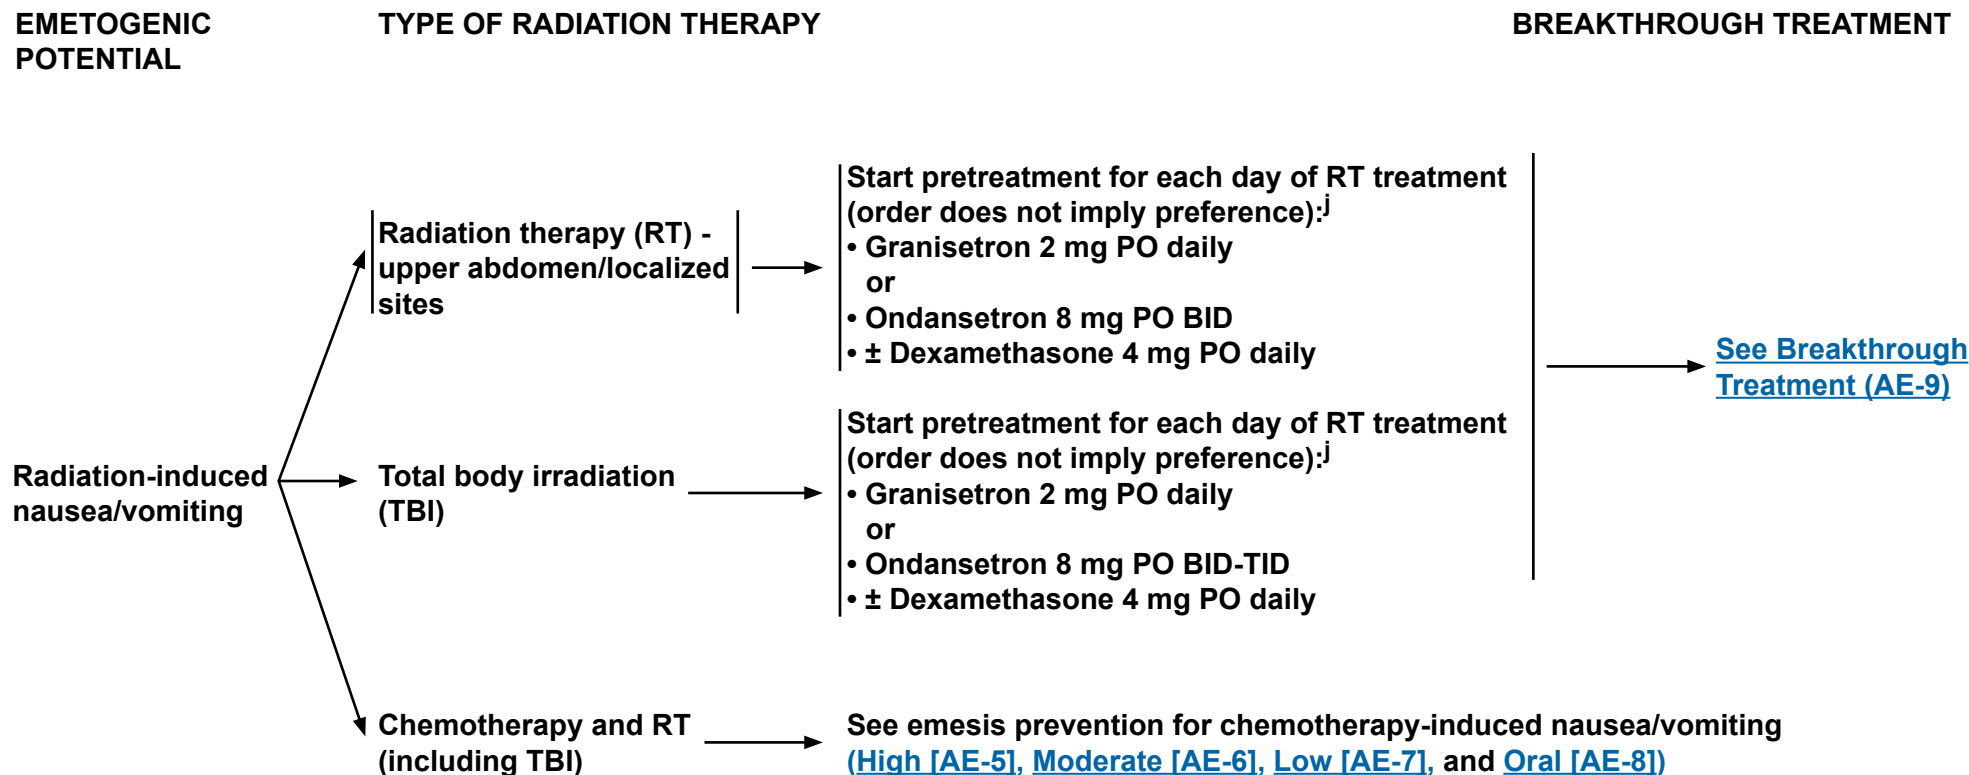 EMETOGENIC
POTENTIAL
TYPE OF RADIATION THERAPY
BREAKTHROUGH TREATMENT
Radiation-induced
nausea/vomiting
Radiation therapy (RT) -
upper abdomen/localized
sites
Start pretreatment for each day of RT treatment
(order does not imply preference):j
• Granisetron 2 mg PO daily
or
• Ondansetron 8 mg PO BID
• ± Dexamethasone 4 mg PO daily
See Breakthrough
Treatment (AE-9)
Total body irradiation
(TBI)
Start pretreatment for each day of RT treatment
(order does not imply preference):j
• Granisetron 2 mg PO daily
or
• Ondansetron 8 mg PO BID-TID
• ± Dexamethasone 4 mg PO daily
Chemotherapy and RT
(including TBI)
See emesis prevention for chemotherapy-induced nausea/vomiting
(High [AE-5], Moderate [AE-6], Low [AE-7], and Oral [AE-8])